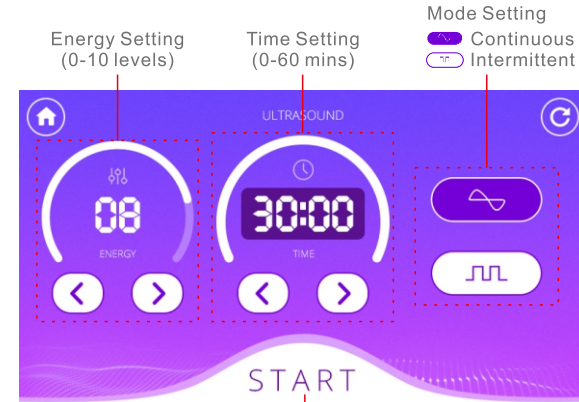 Mode Setting
Energy Setting
(0-10 levels)
Time Setting
(0-60 mins)
Continuous
Intermittent
ULTRASOUND
08
ENERGY
30:00
TIME
START